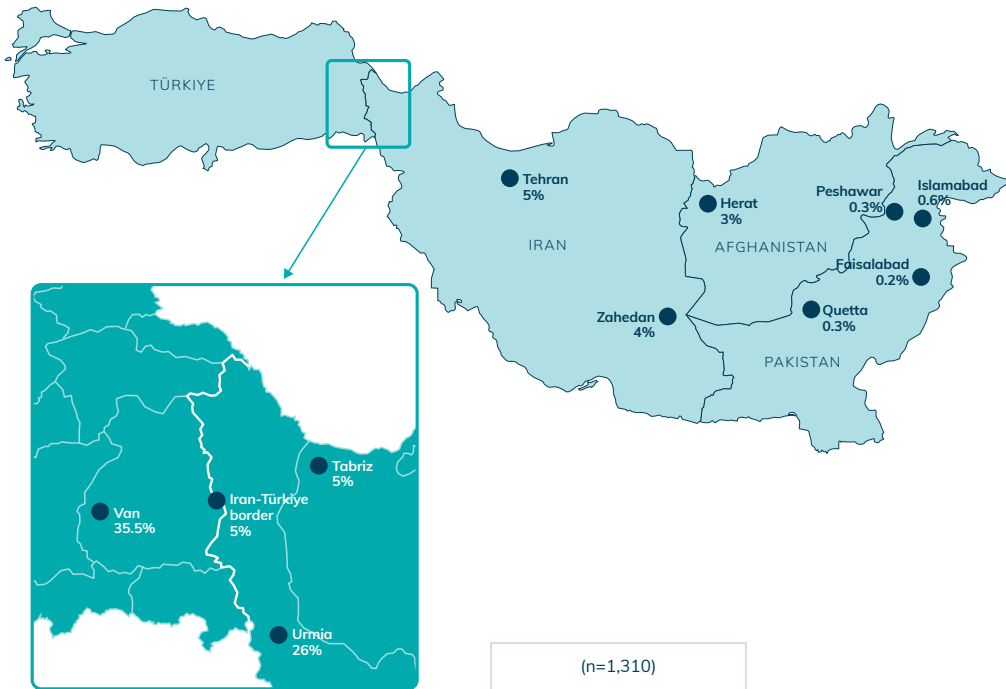 TÜRKIYE
Tehran
5%
IRAN
Herat
3%
AFGHANISTAN
Peshawar
0.3%
Islamabad
0.6%
Faisalabad
0.2%
Quetta
0.3%
Zahedan
4%
PAKISTAN
Tabriz
5%
Iran-Türkiye
border
5%
Van
35.5%
Urmia
26%
(n=1,310)